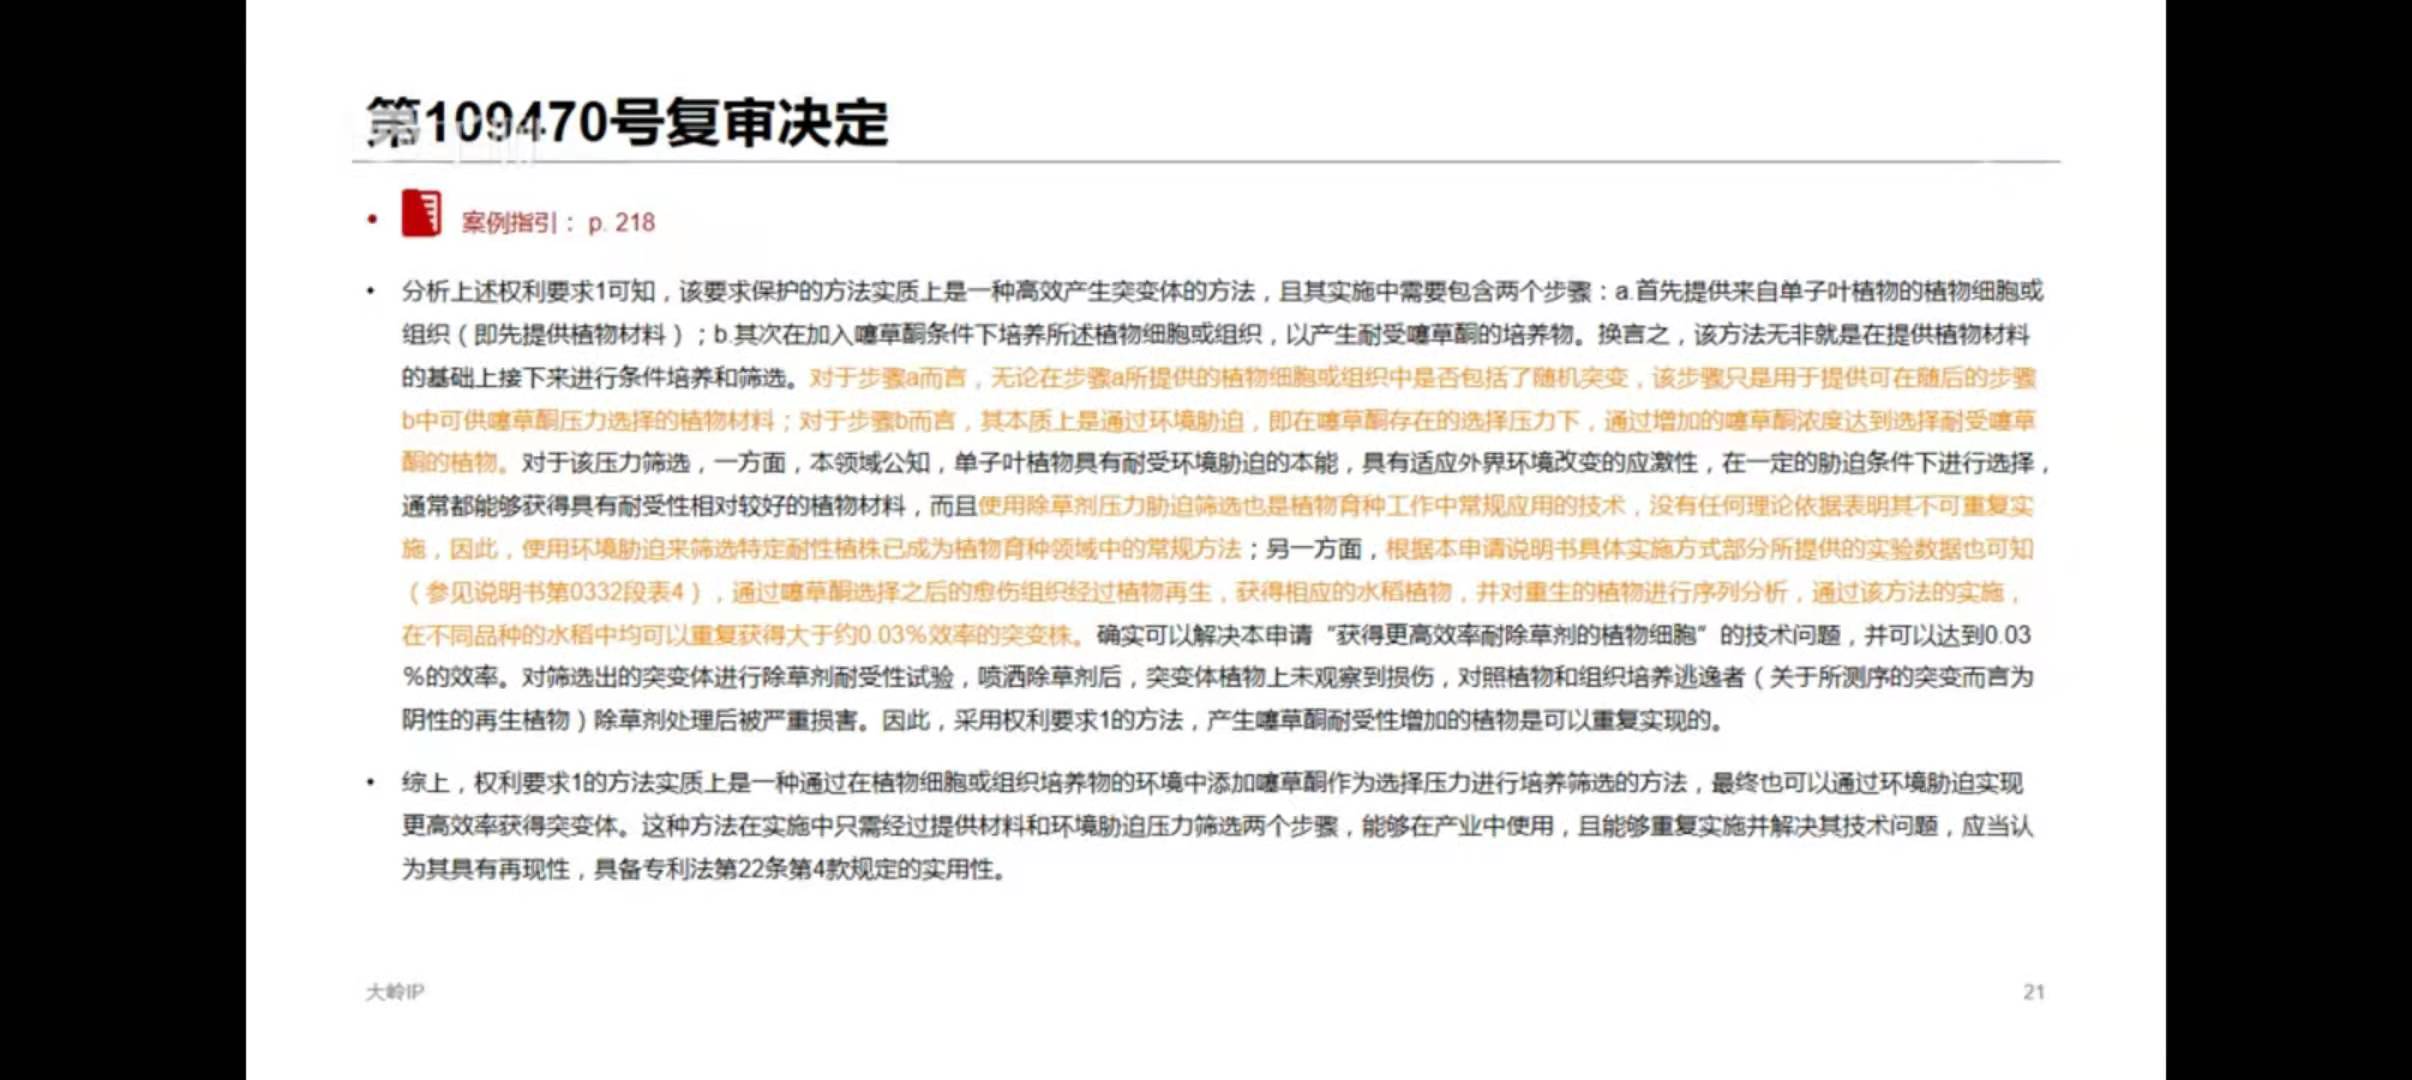 第109470号复审决定
• 案例指引： p. 218
• 分析上述权利要求1可知，该要求保护的方法实质上是一种高效产生突变体的方法，且其实施中需要包含两个步骤：a.首先提供来自单子叶植物的植物细胞或
组织（即先提供植物材料）；b.其次在加入噻草酮条件下培养所述植物细胞或组织，以产生耐受噻草酮的培养物。换言之，该方法无非就是在提供植物材料
的基础上接下来进行条件培养和筛选。对于步骤a而言，无论在步骤a所提供的植物细胞或组织中是否包括了随机突变，该步骤只是用于提供可在随后的步骤
b中可供噻草酮压力选择的植物材料；对于步骤b而言，其本质上是通过环境胁迫，即在噻草酮存在的选择压力下，通过增加的噻草酮浓度达到选择耐受噻草
酮的植物。对于该压力筛选，一方面，本领域公知，单子叶植物具有耐受环境胁迫的本能，具有适应外界环境改变的应激性，在一定的胁迫条件下进行选择，
通常都能够获得具有耐受性相对较好的植物材料，而且使用除草剂压力胁迫筛选也是植物育种工作中常规应用的技术，没有任何理论依据表明其不可重复实
施，因此，使用环境胁迫来筛选特定耐性植株已成为植物育种领域中的常规方法；另一方面，根据本申请说明书具体实施方式部分所提供的实验数据也可知
（参见说明书第0332段表4），通过噻草酮选择之后的愈伤组织经过植物再生，获得相应的水稻植物，并对重生的植物进行序列分析，通过该方法的实施，
在不同品种的水稻中均可以重复获得大于约0.03%效率的突变株。确实可以解决本申请“获得更高效率耐除草剂的植物细胞”的技术问题，并可以达到0.03
%的效率。对筛选出的突变体进行除草剂耐受性试验，喷洒除草剂后，突变体植物上未观察到损伤，对照植物和组织培养逃逸者（关于所测序的突变而言为
阴性的再生植物）除草剂处理后被严重损害。因此，采用权利要求1的方法，产生噻草酮耐受性增加的植物是可以重复实现的。
• 综上，权利要求1的方法实质上是一种通过在植物细胞或组织培养物的环境中添加噻草酮作为选择压力进行培养筛选的方法，最终也可以通过环境胁迫实现
更高效率获得突变体。这种方法在实施中只需经过提供材料和环境胁迫压力筛选两个步骤，能够在产业中使用，且能够重复实施并解决其技术问题，应当认
为其具有再现性，具备专利法第22条第4款规定的实用性。
大岭IP
21